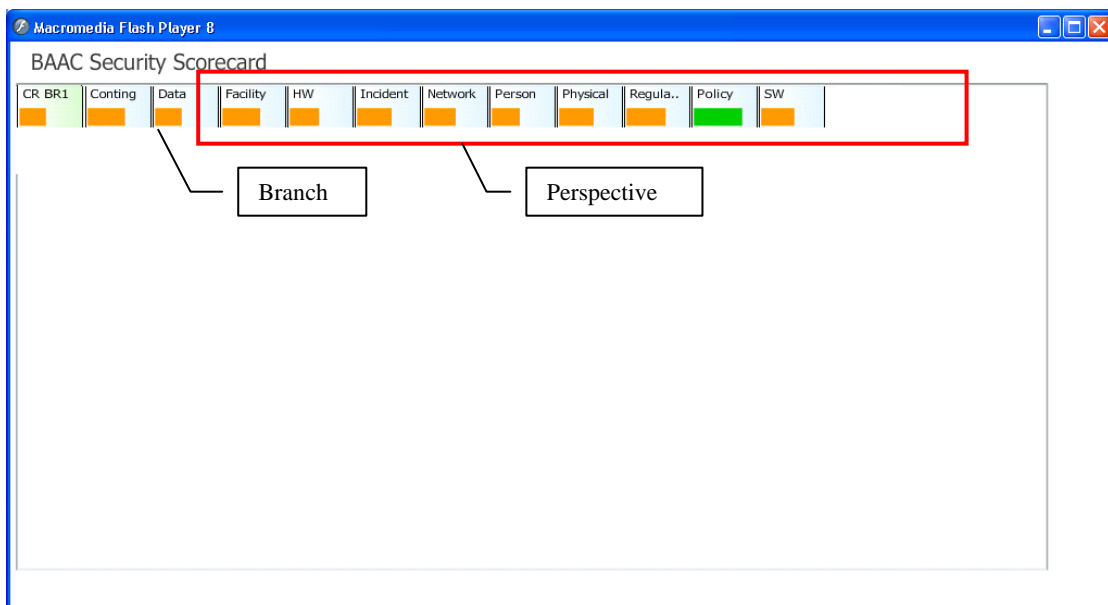 Macromedia Flash Player 8
BAAC Security Scorecard
CR BR1 Conting Data Facility HW Incident Network Person Physical Regula.. Policy SW
Branch Perspective